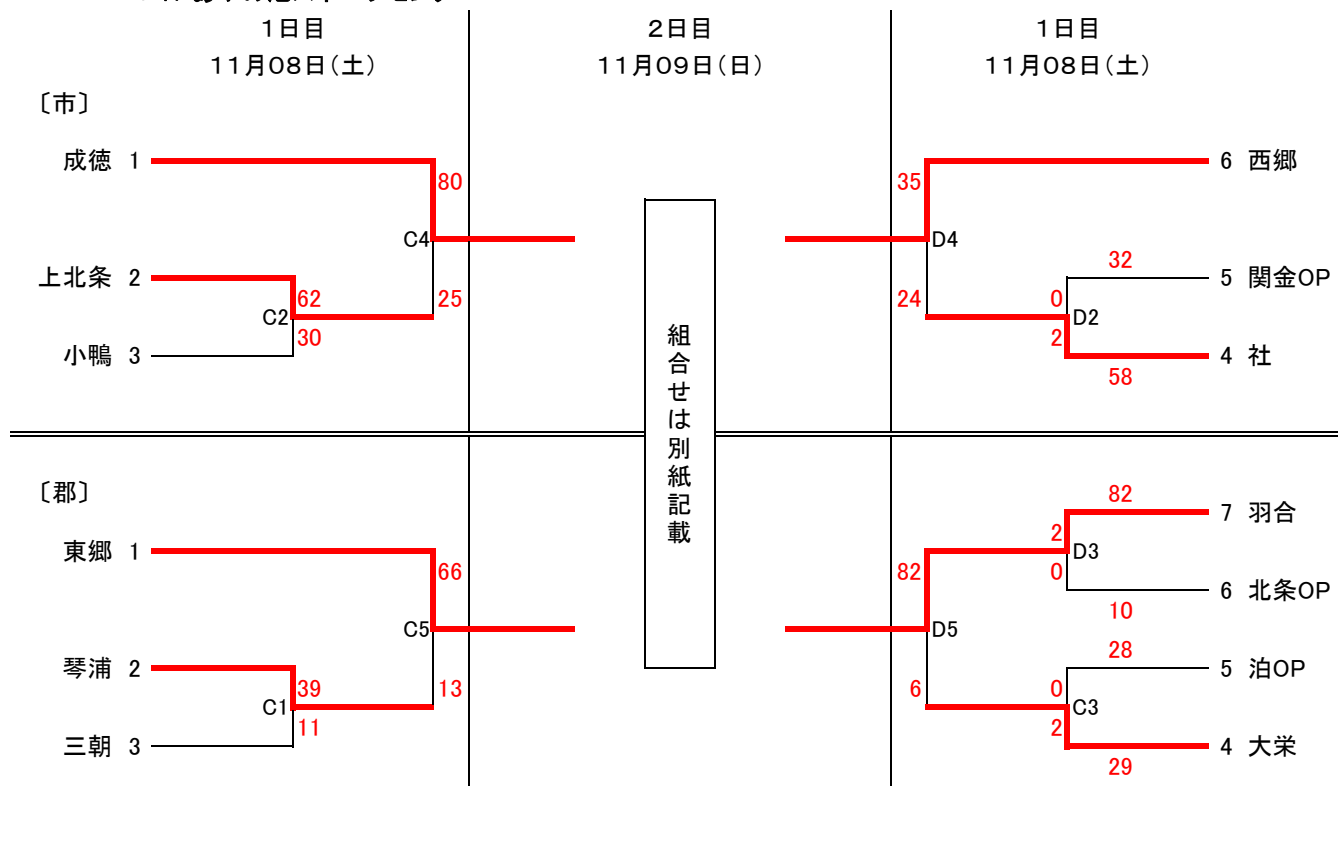 1日目
2日目
1日目
11月08日(土)
11月09日(日)
11月08日(土)
〔市〕
成徳 1
80
35
6 西郷
C4
D4
上北条 2
62
25
24
32
0
5 関金OP
C2
D2
30
2
小鴨 3
4 社
58
組合せは別紙記載
〔郡〕
82
7 羽合
2
東郷 1
66
82
D3
0
6 北条OP
10
C5
D5
28
琴浦 2
39
13
6
0
5 泊OP
C1
C3
11
2
三朝 3
4 大栄
29